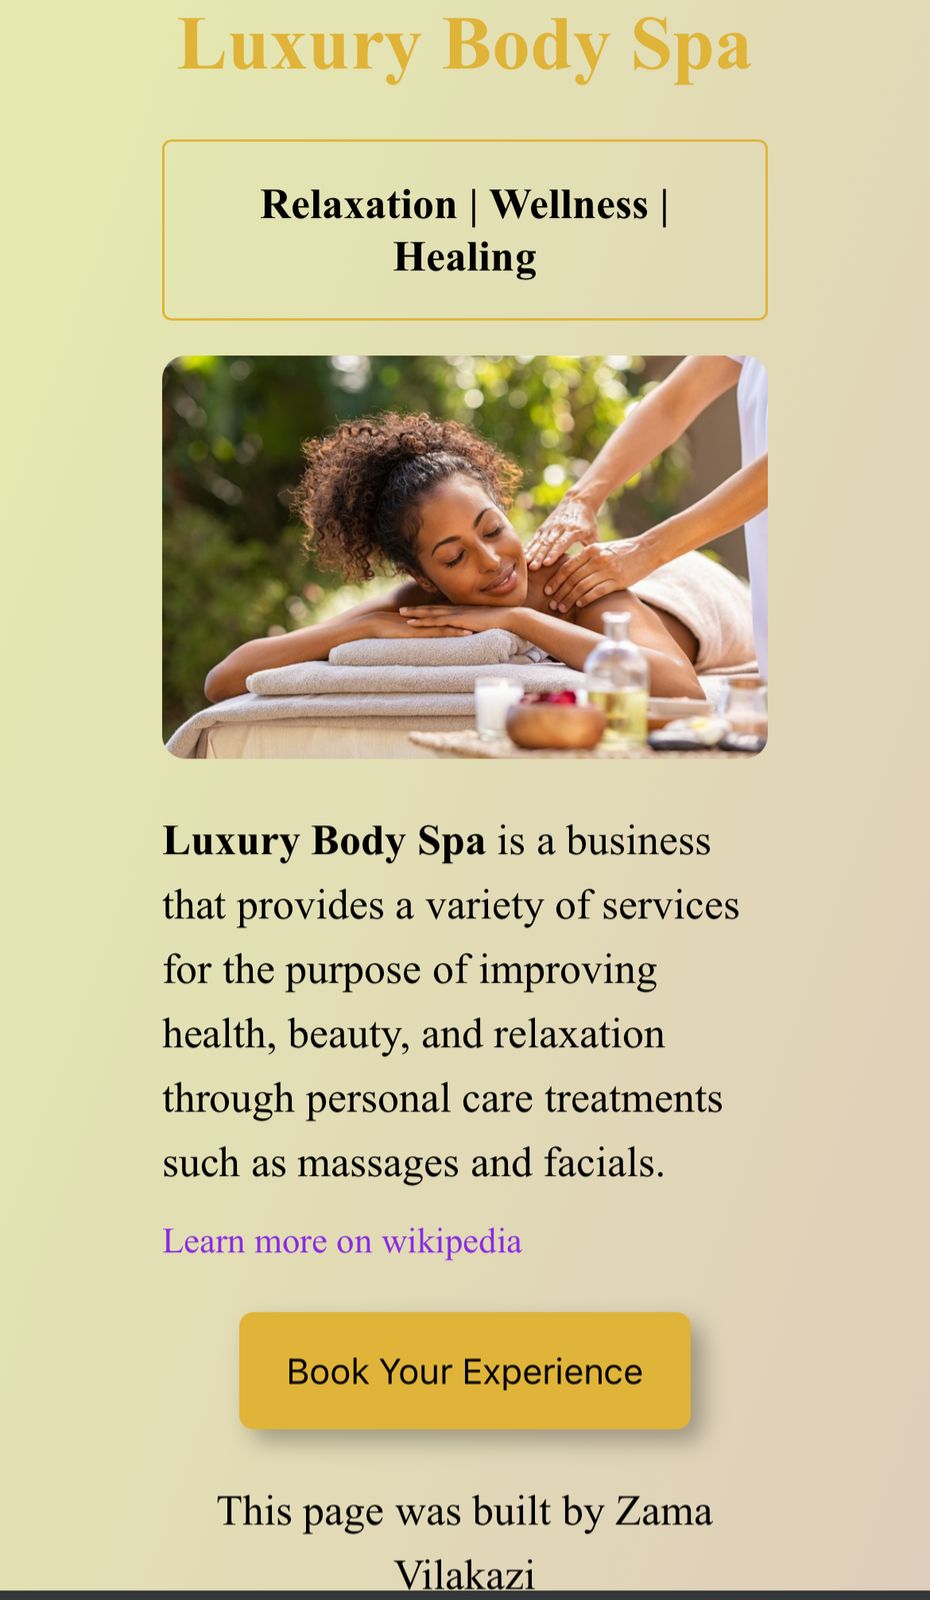 Luxury Body Spa
Relaxation | Wellness |
Healing
Luxury Body Spa is a business
that provides a variety of services
for the purpose of improving
health, beauty, and relaxation
through personal care treatments
such as massages and facials.
Learn more on wikipedia
Book Your Experience
This page was built by Zama
Vilakazi